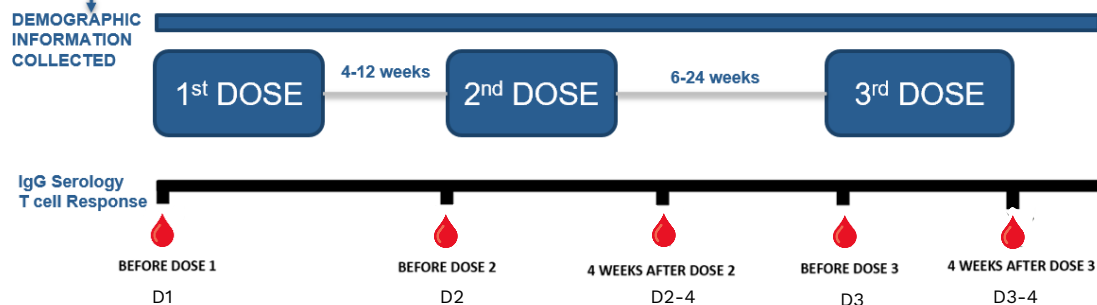 DEMOGRAPHIC
INFORMATION
COLLECTED
1st DOSE
4-12 weeks
2nd DOSE
6-24 weeks
3rd DOSE
IgG Serology
T cell Response
BEFORE DOSE 1
BEFORE DOSE 2
4 WEEKS AFTER DOSE 2
BEFORE DOSE 3
4 WEEKS AFTER DOSE 3
D1
D2
D2-4
D3
D3-4